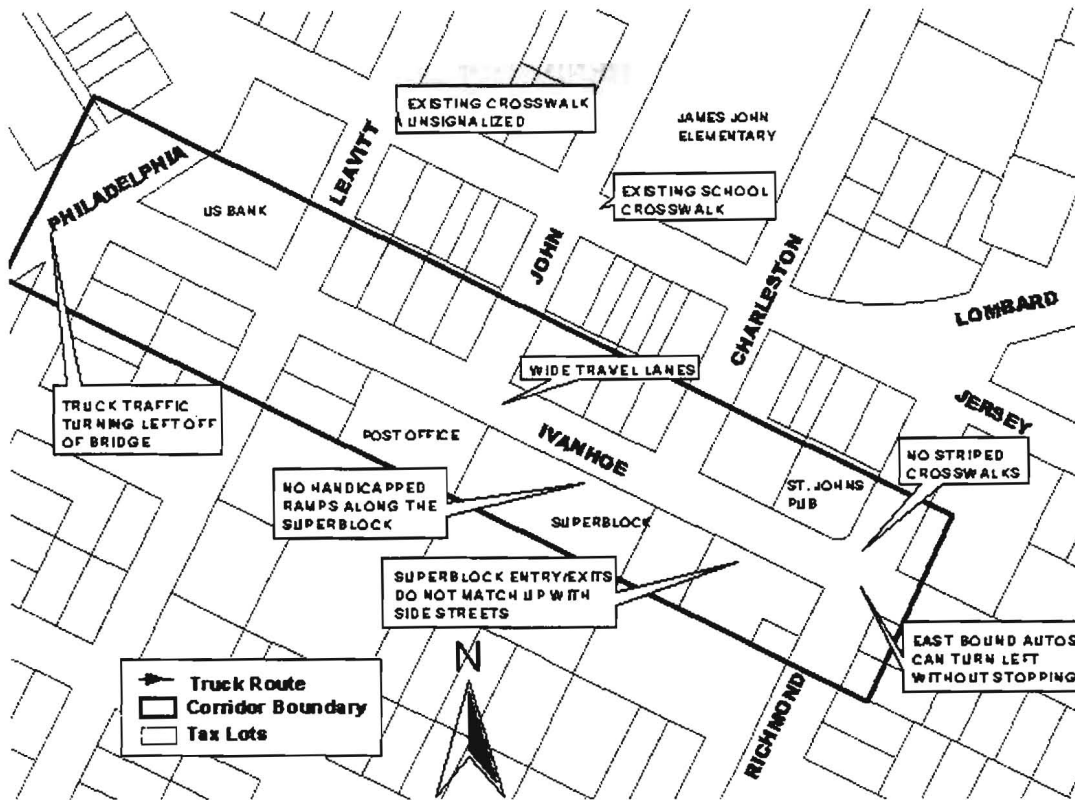 EXISTING CROSSWALK
UNSIGNALIZED
JAMES JOHN
ELEMENTARY
PHILADELPHIA
LEAVITT
US BANK
EXISTING SCHOOL
CROSSWALK
JOHN
CHARLESTON
LOMBARD
WIDE TRAVEL LANES
JERSEY
TRUCK TRAFFIC
TURNING LEFT OFF
OF BRIDGE
POST OFFICE
IVANHOE
NO STRIPED
CROSSWALKS
ST. JOHNS
PUB
NO HANDICAPPED
RAMPS ALONG THE
SUPERBLOCK
SUPERBLOCK
SUPERBLOCK ENTRY/EXITS
DO NOT MATCH UP WITH
SIDE STREETS
EAST BOUND AUTOS
CAN TURN LEFT
WITHOUT STOPPING
RICHMOND
N
Truck Route
Corridor Boundary
Tax Lots